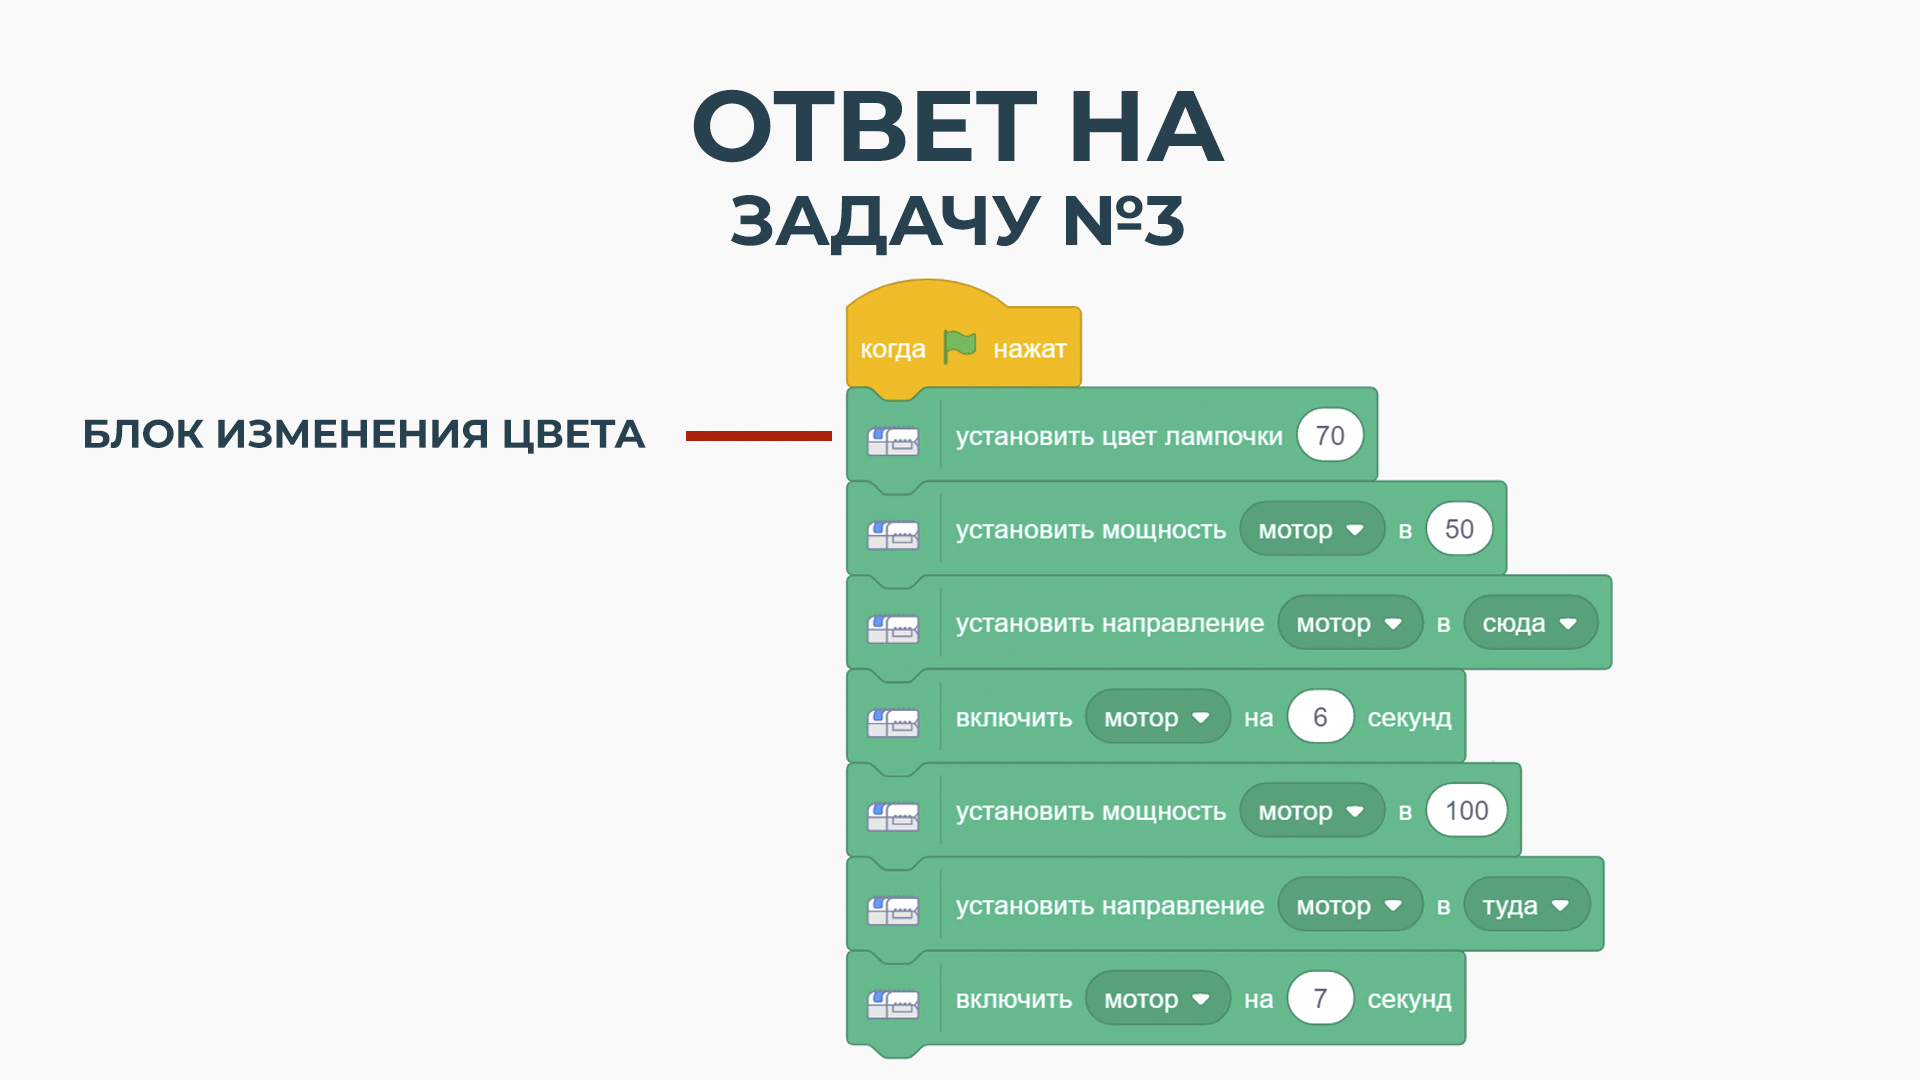 ОТВЕТ НА
ЗАДАЧУ №3
когда нажат
БЛОК ИЗМЕНЕНИЯ ЦВЕТА
установить цвет лампочки 70
установить мощность мотор в 50
установить направление мотор в сюда
включить мотор на 6 секунд
установить мощность мотор в 100
установить направление мотор в туда
включить мотор на 7 секунд